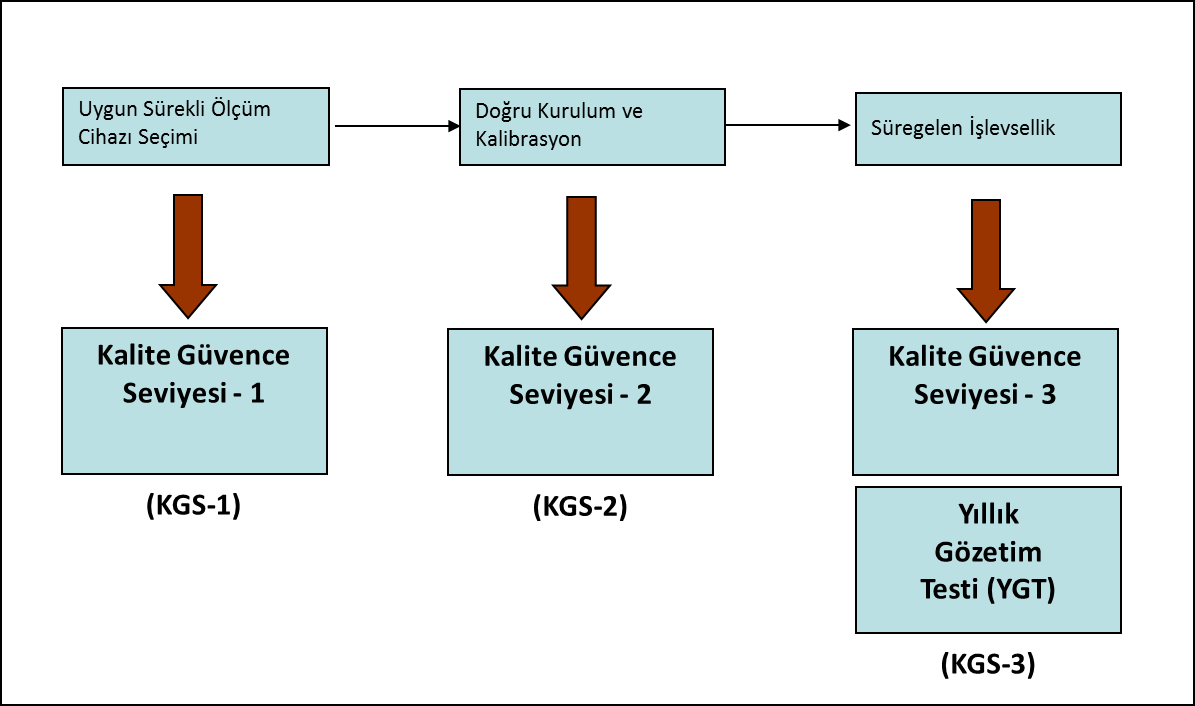 Uygun Sürekli Ölçüm
Cihazı Seçimi
Doğru Kurulum ve
Kalibrasyon
Süregelen İşlevsellik
Kalite Güvence
Seviyesi - 1
(KGS-1)
Kalite Güvence
Seviyesi - 2
(KGS-2)
Kalite Güvence
Seviyesi - 3
Yıllık
Gözetim
Testi (YGT)
(KGS-3)